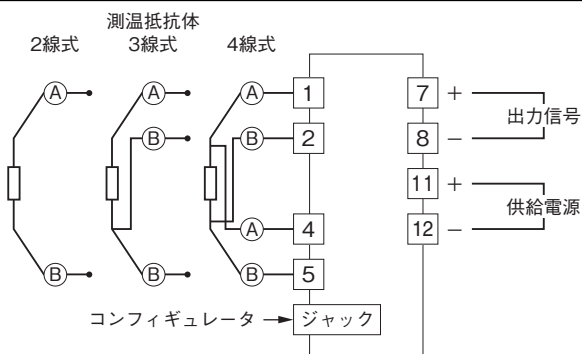 測温抵抗体
2線式 3線式 4線式
A A A 1 7 +
出力信号
B B 2 8 −
11 +
供給電源
A 4 12 −
B B B 5
コンフィギュレータ → ジャック